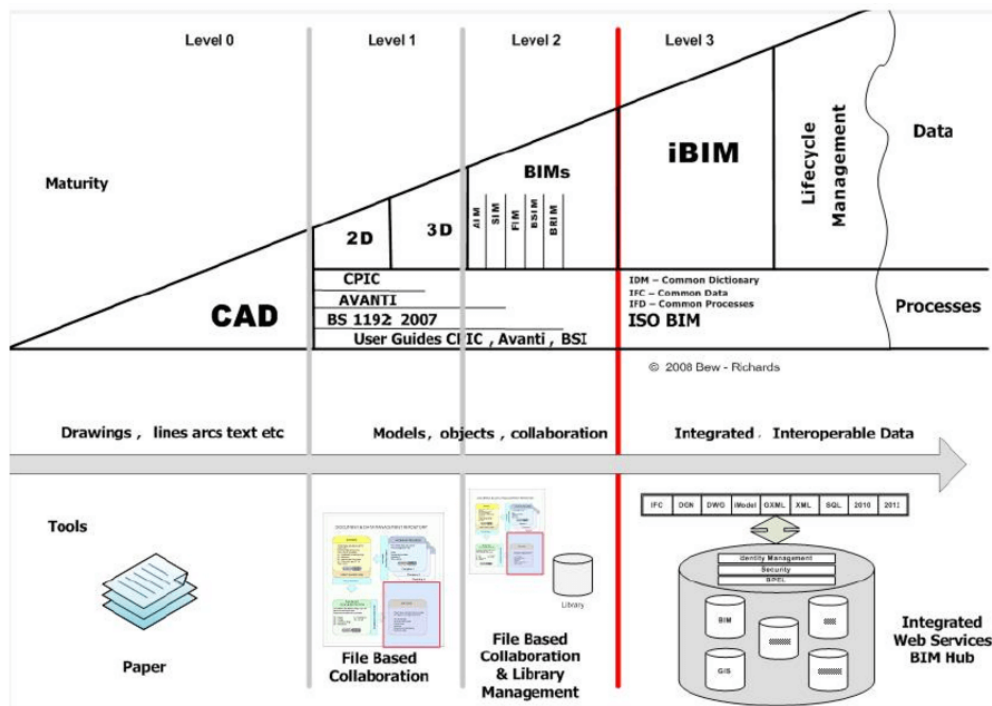 Level 0
Level 1
Level 2
Level 3
Maturity
CAD
2D
3D
BIMs
AIM
SIM
FIM
BSIM
BRIM
iBIM
Lifecycle
Management
Data
CPIC
AVANTI
BS 1192: 2007
User Guides CPIC , Avanti , BSI
IDM – Common Dictionary
IFC – Common Data
IFD – Common Processes
ISO BIM
Processes
© 2008 Bew - Richards
Drawings , lines arcs text etc
Models, objects , collaboration
Integrated , Interoperable Data
Tools
Paper
DOCUMENT & DATA MANAGEMENT REPOSITORY
File Based
Collaboration
Library
File Based
Collaboration
& Library
Management
IFC
DGN
DWG
iModel
GXML
XML
SQL
2010
Identity Management
Security
BPEL
BIM
GIS
Integrated
Web Services
BIM Hub